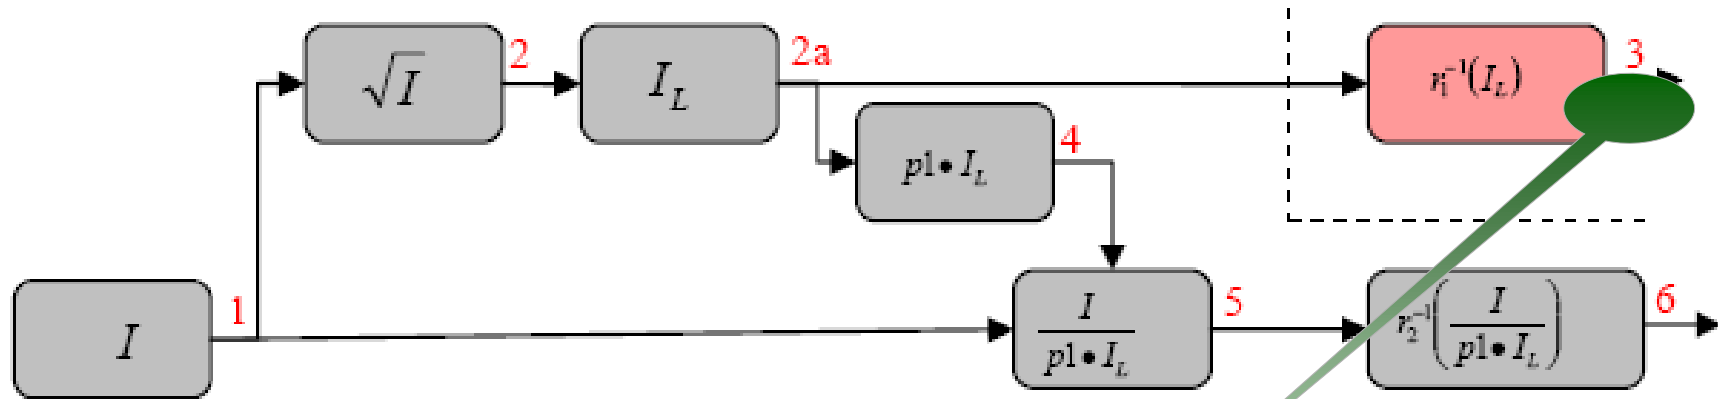 √I
2
I_L
2a
r₁⁻¹(I_L)
3
p1•I_L
4
I
1
I / p1•I_L
5
r₂⁻¹(I / p1•I_L)
6